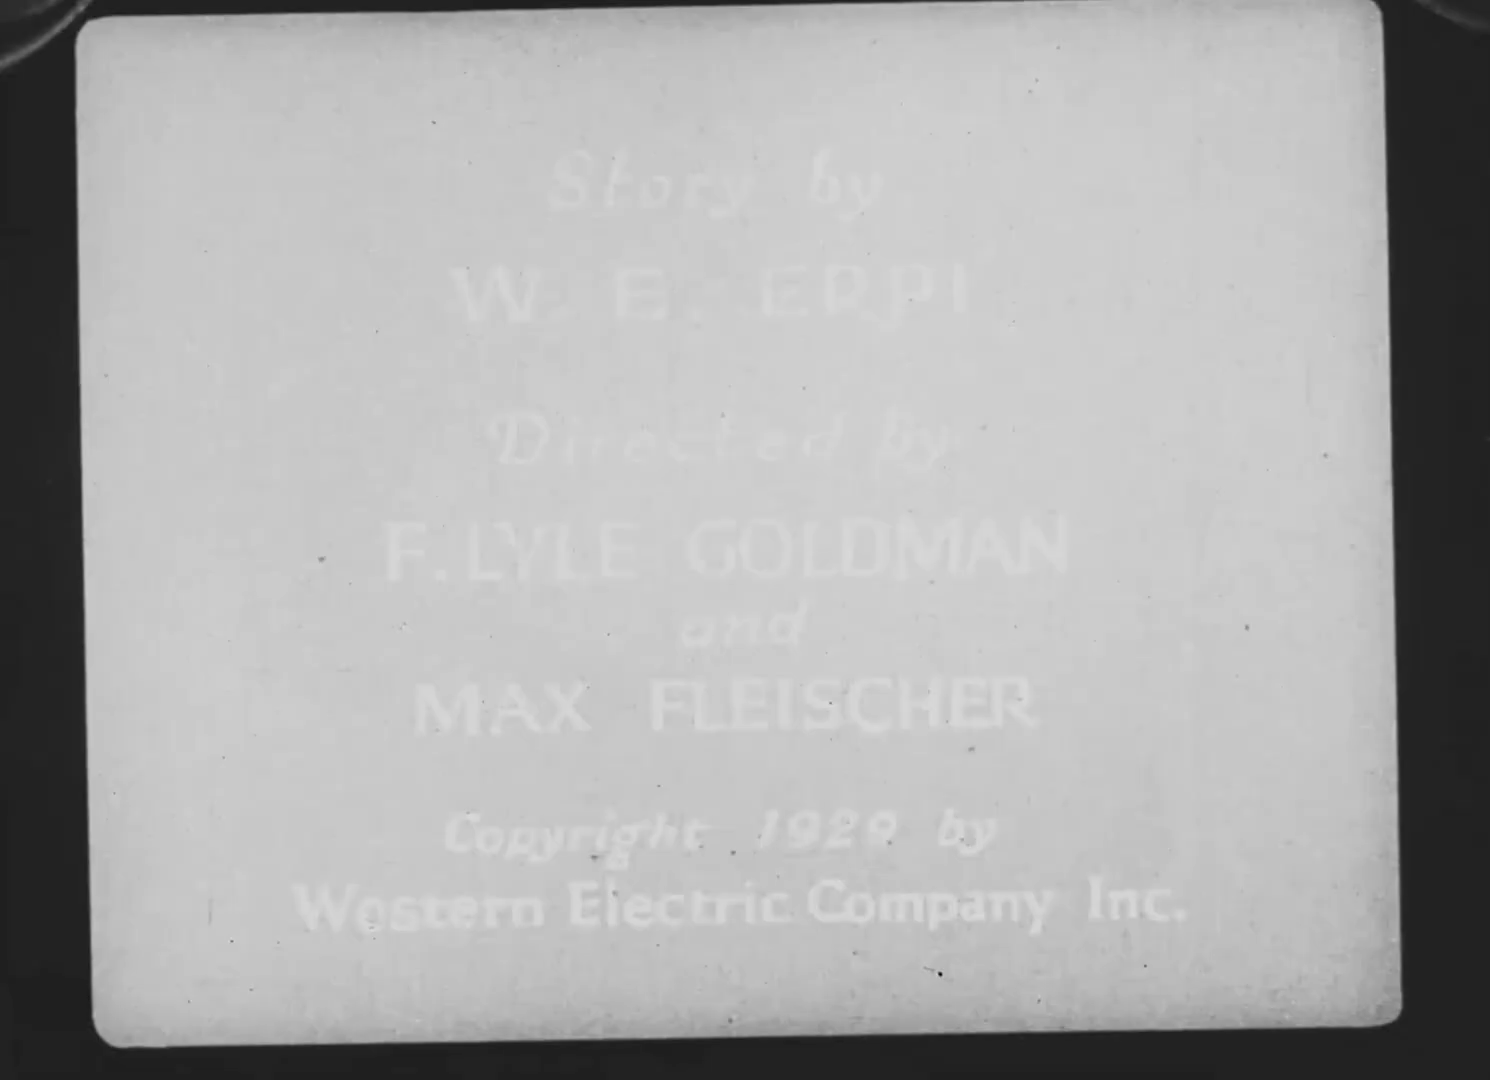 Story by
W. E. ERPI
Directed by
F. LYLE GOLDMAN
and
MAX FLEISCHER
Copyright 1929 by
Western Electric Company Inc.